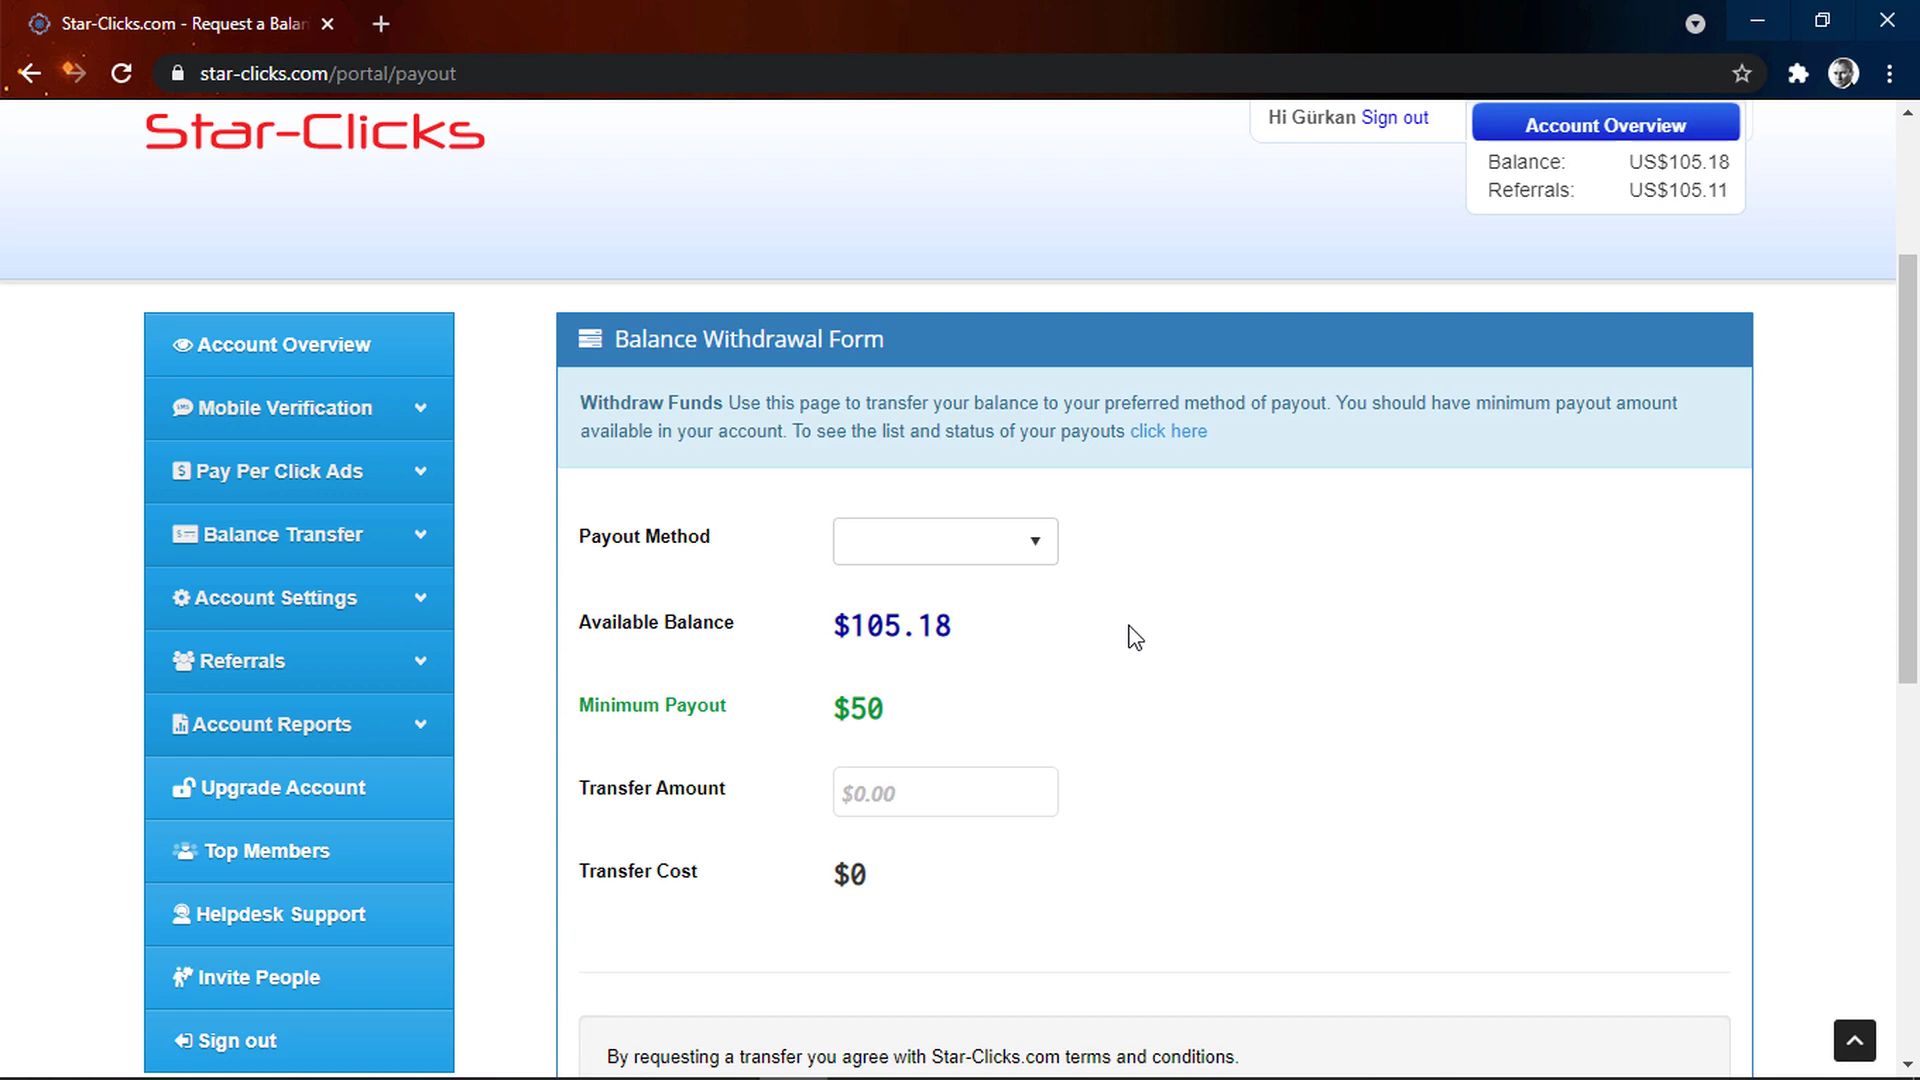 Star-Clicks.com - Request a Balan
star-clicks.com/portal/payout
Star-Clicks
Hi Gürkan Sign out
Account Overview
Balance: US$105.18
Referrals: US$105.11
Account Overview
Mobile Verification
Pay Per Click Ads
Balance Transfer
Account Settings
Referrals
Account Reports
Upgrade Account
Top Members
Helpdesk Support
Invite People
Sign out
Balance Withdrawal Form
Withdraw Funds Use this page to transfer your balance to your preferred method of payout. You should have minimum payout amount
available in your account. To see the list and status of your payouts click here
Payout Method
Available Balance $105.18
Minimum Payout $50
Transfer Amount $0.00
Transfer Cost $0
By requesting a transfer you agree with Star-Clicks.com terms and conditions.